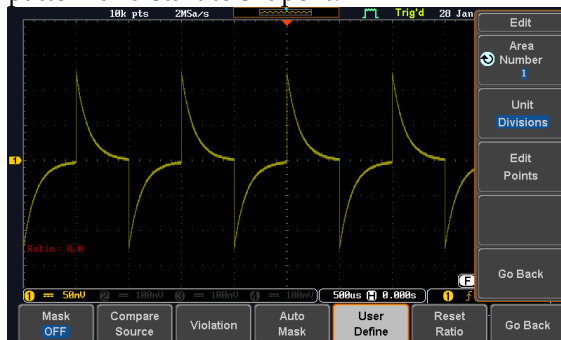 10k pts 2MSa/s Trig'd 28 Jan
Edit
Area
Number
1
Unit
Divisions
Edit
Points
Go Back
1
Ratio: 0/0
F
1 50mV 2 100mV 3 100mV 4 100mV 500us H 0.000s 1
Mask
OFF
Compare
Source
Violation
Auto
Mask
User
Define
Reset
Ratio
Go Back